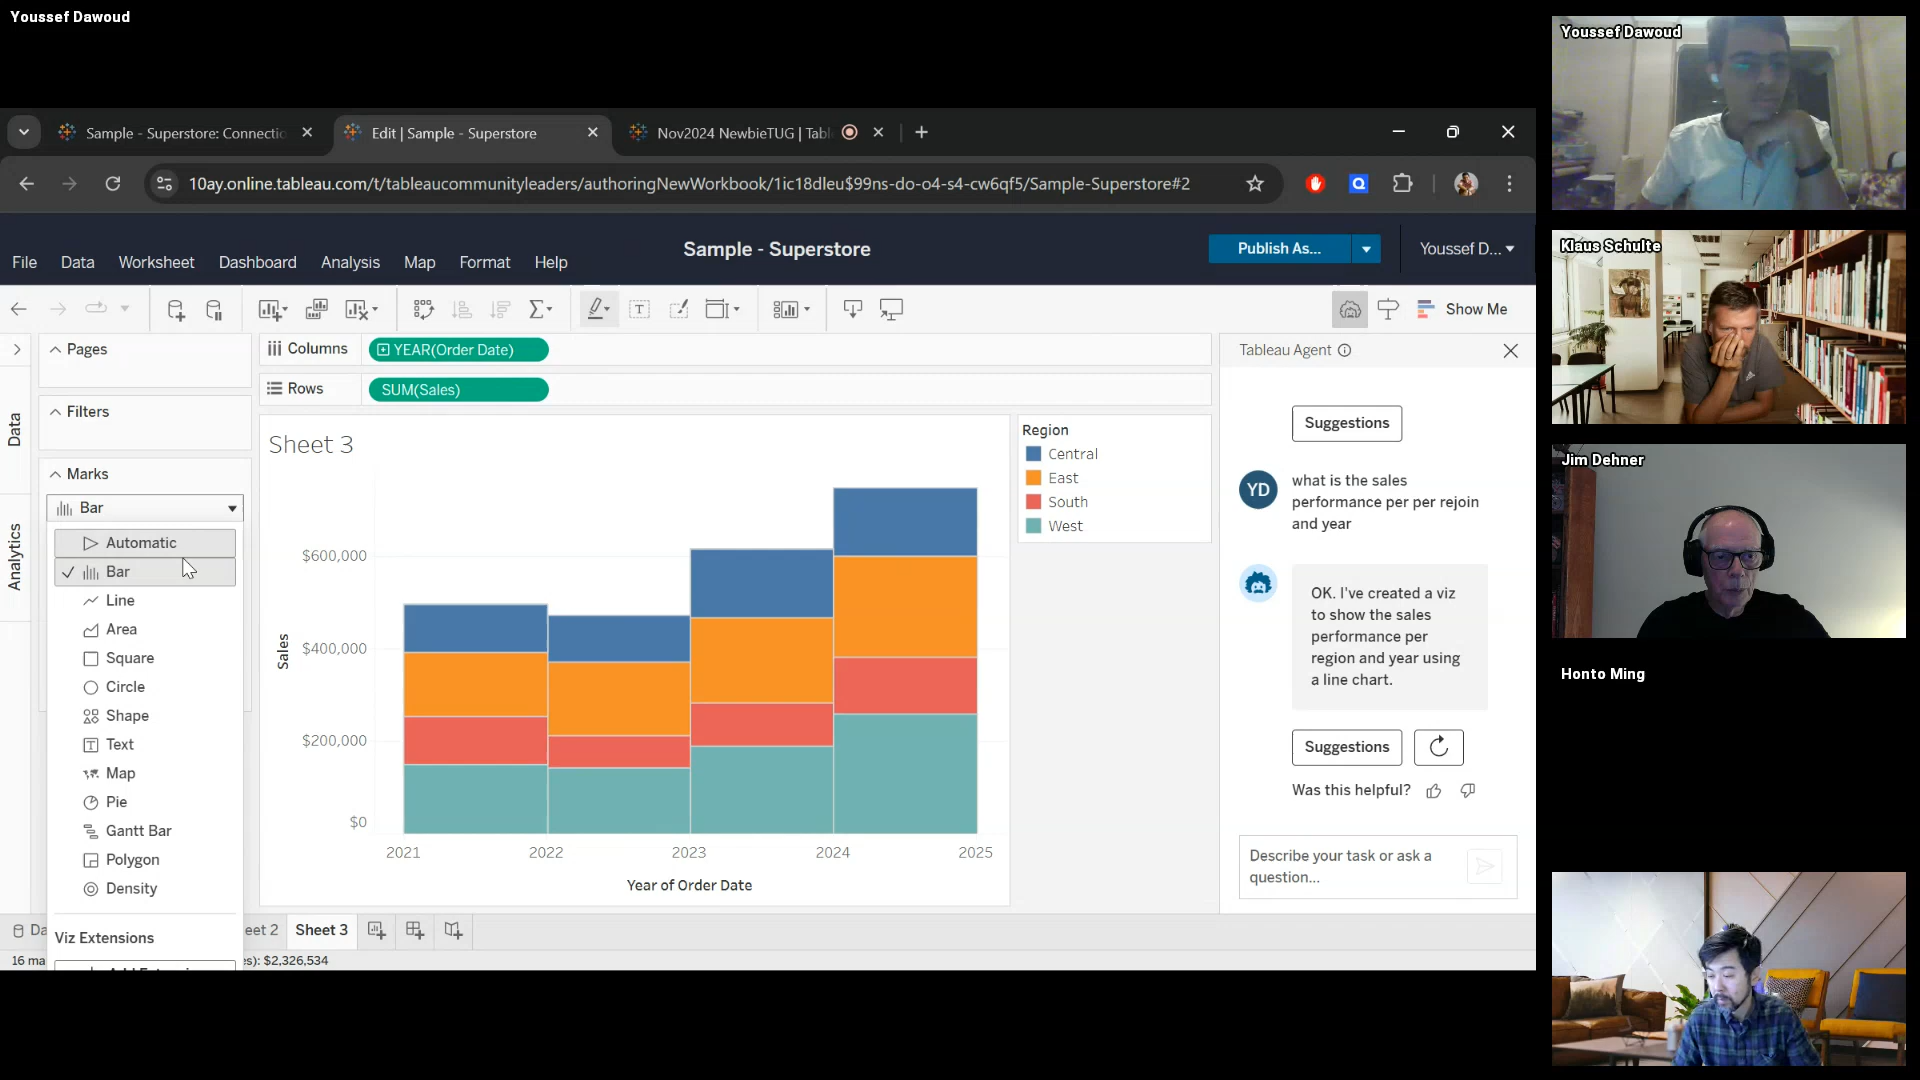 Youssef Dawoud
Sample - Superstore: Connectio
Edit | Sample - Superstore
Nov2024 NewbieTUG | Tabl
10ay.online.tableau.com/t/tableaucommunityleaders/authoringNewWorkbook/1ic18dleu$99ns-do-o4-s4-cw6qf5/Sample-Superstore#2
Sample - Superstore
Publish As...
Youssef D...
File
Data
Worksheet
Dashboard
Analysis
Map
Format
Help
Show Me
Data
Analytics
Pages
Filters
Marks
Bar
Automatic
Bar
Line
Area
Square
Circle
Shape
Text
Map
Pie
Gantt Bar
Polygon
Density
Viz Extensions
Columns
YEAR(Order Date)
Rows
SUM(Sales)
Sheet 3
Sales
$600,000
$400,000
$200,000
$0
2021
2022
2023
2024
2025
Year of Order Date
Region
Central
East
South
West
Tableau Agent
Suggestions
YD
what is the sales
performance per per rejoin
and year
OK. I've created a viz
to show the sales
performance per
region and year using
a line chart.
Suggestions
Was this helpful?
Describe your task or ask a
question...
Da
eet 2
Sheet 3
16 ma
es): $2,326,534
Youssef Dawoud
Klaus Schulte
Jim Dehner
Honto Ming